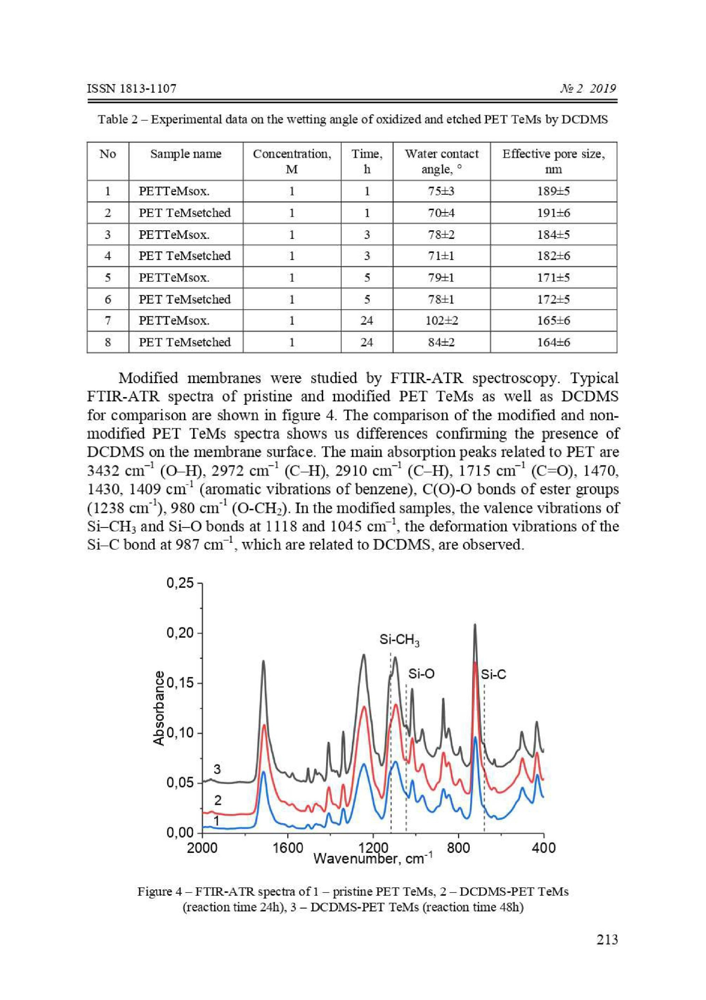 ISSN 1813-1107 № 2 2019
Table 2 – Experimental data on the wetting angle of oxidized and etched PET TeMs by DCDMS
No Sample name Concentration, M Time, h Water contact angle, ° Effective pore size, nm
1 PETTeMsox. 1 1 75±3 189±5
2 PET TeMsetched 1 1 70±4 191±6
3 PETTeMsox. 1 3 78±2 184±5
4 PET TeMsetched 1 3 71±1 182±6
5 PETTeMsox. 1 5 79±1 171±5
6 PET TeMsetched 1 5 78±1 172±5
7 PETTeMsox. 1 24 102±2 165±6
8 PET TeMsetched 1 24 84±2 164±6
Modified membranes were studied by FTIR-ATR spectroscopy. Typical
FTIR-ATR spectra of pristine and modified PET TeMs as well as DCDMS
for comparison are shown in figure 4. The comparison of the modified and non-
modified PET TeMs spectra shows us differences confirming the presence of
DCDMS on the membrane surface. The main absorption peaks related to PET are
3432 cm⁻¹ (O–H), 2972 cm⁻¹ (C–H), 2910 cm⁻¹ (C–H), 1715 cm⁻¹ (C=O), 1470,
1430, 1409 cm⁻¹ (aromatic vibrations of benzene), C(O)-O bonds of ester groups
(1238 cm⁻¹), 980 cm⁻¹ (O-CH₂). In the modified samples, the valence vibrations of
Si–CH₃ and Si–O bonds at 1118 and 1045 cm⁻¹, the deformation vibrations of the
Si–C bond at 987 cm⁻¹, which are related to DCDMS, are observed.
0,25
0,20
0,15
0,10
0,05
0,00
Absorbance
Si-CH₃
Si-O
Si-C
3
2
1
2000 1600 1200 800 400
Wavenumber, cm⁻¹
Figure 4 – FTIR-ATR spectra of 1 – pristine PET TeMs, 2 – DCDMS-PET TeMs
(reaction time 24h), 3 – DCDMS-PET TeMs (reaction time 48h)
213